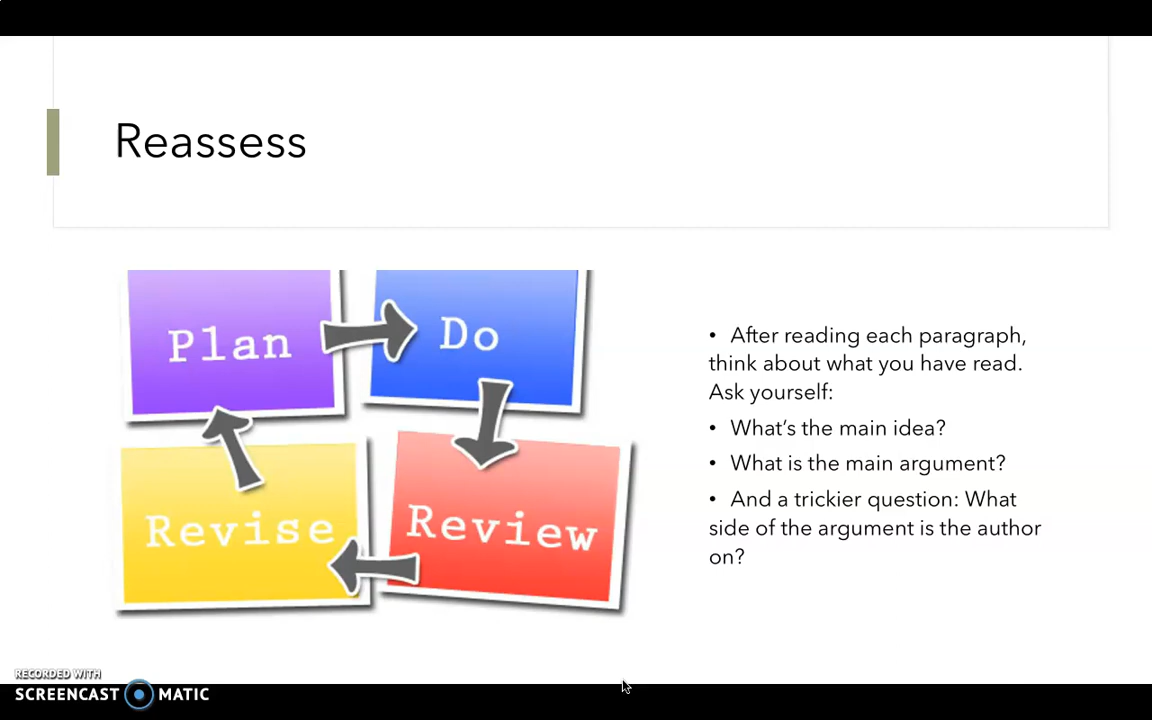 Reassess
Plan
Do
Revise
Review
• After reading each paragraph,
think about what you have read.
Ask yourself:
• What's the main idea?
• What is the main argument?
• And a trickier question: What
side of the argument is the author
on?
RECORDED WITH
SCREENCAST MATIC